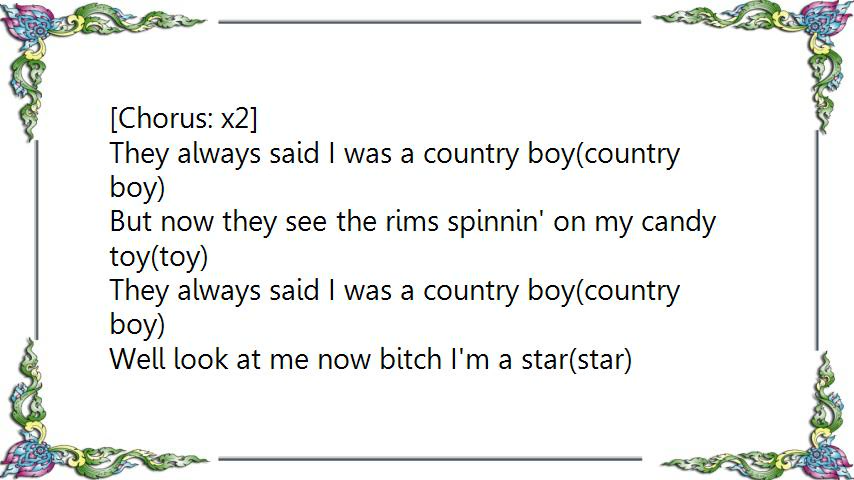 [Chorus: x2]
They always said I was a country boy(country
boy)
But now they see the rims spinnin' on my candy
toy(toy)
They always said I was a country boy(country
boy)
Well look at me now bitch I'm a star(star)